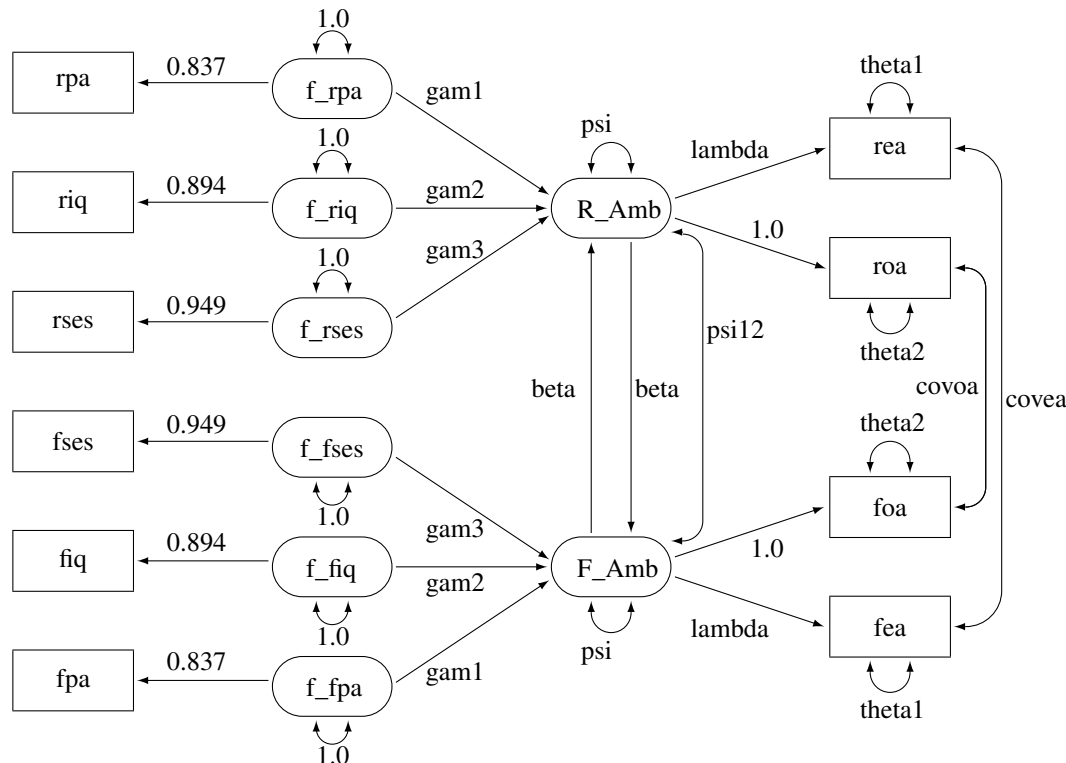 1.0
rpa
0.837
f_rpa
gam1
theta1
rea
1.0
psi
lambda
riq
0.894
f_riq
gam2
R_Amb
1.0
roa
1.0
gam3
rses
0.949
f_rses
theta2
psi12
beta
beta
covoa
covea
fses
0.949
f_fses
theta2
foa
1.0
gam3
1.0
fiq
0.894
f_fiq
gam2
F_Amb
lambda
fea
1.0
psi
fpa
0.837
f_fpa
gam1
theta1
1.0